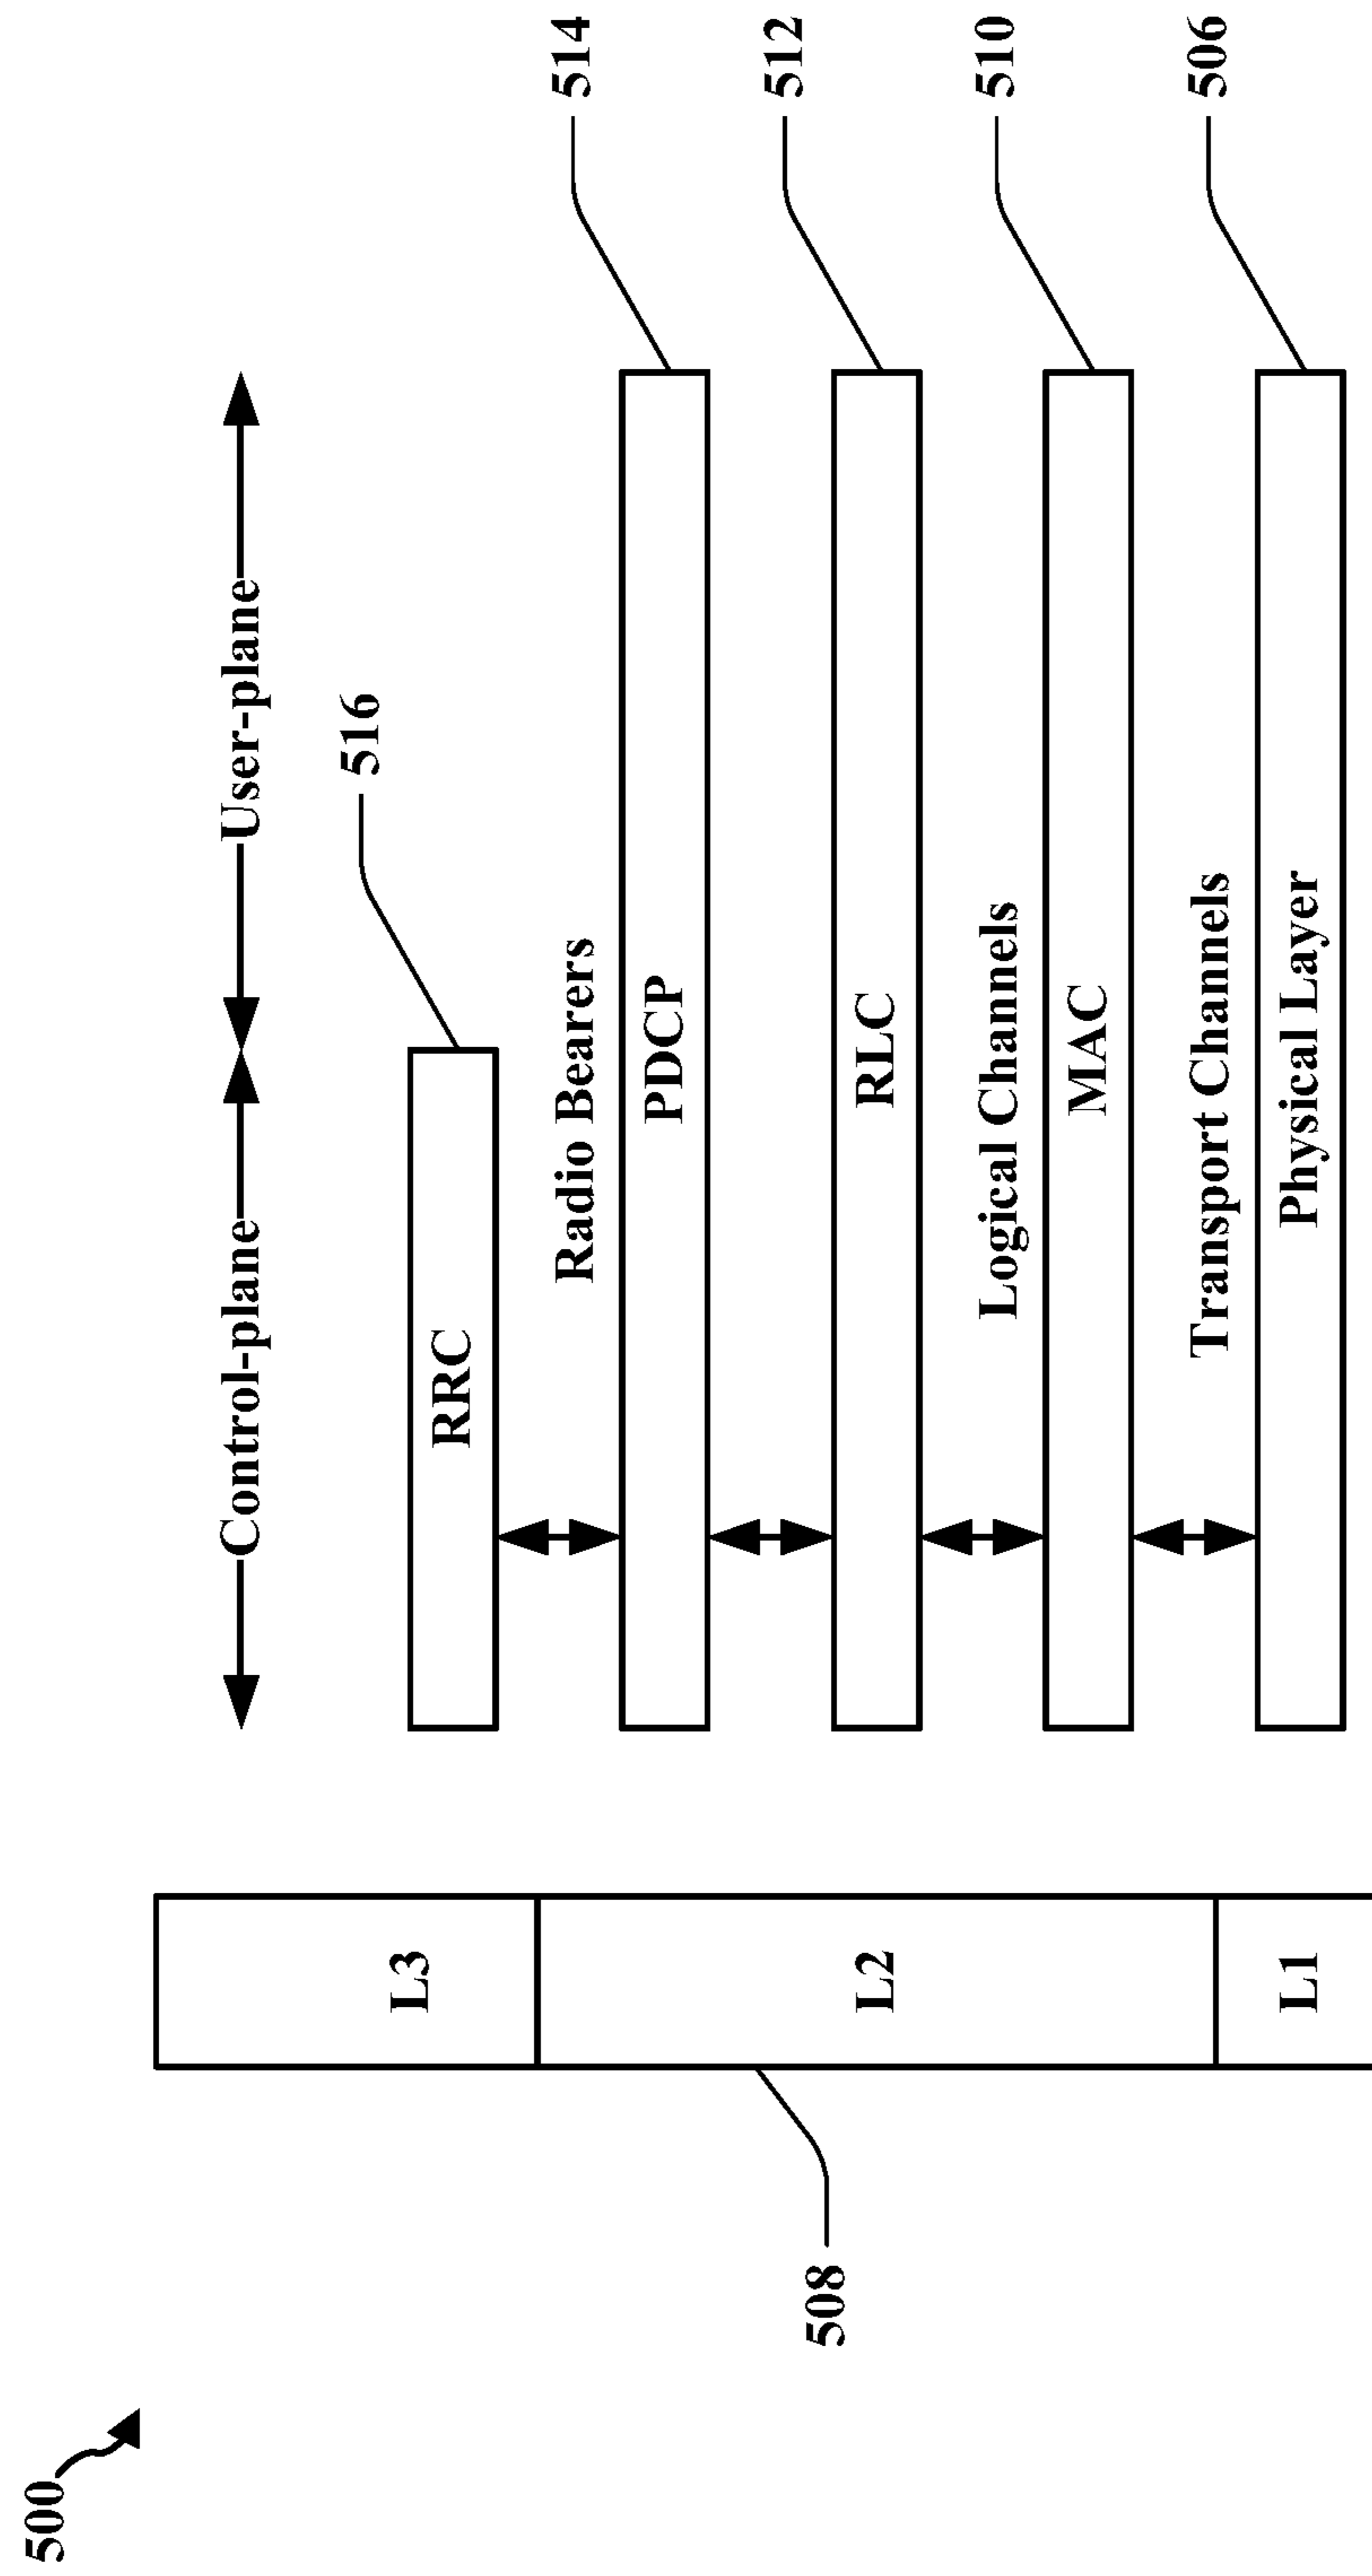 500
Control-plane
User-plane
516
RRC
L3
Radio Bearers
514
PDCP
508
L2
512
RLC
Logical Channels
510
MAC
Transport Channels
506
L1
Physical Layer